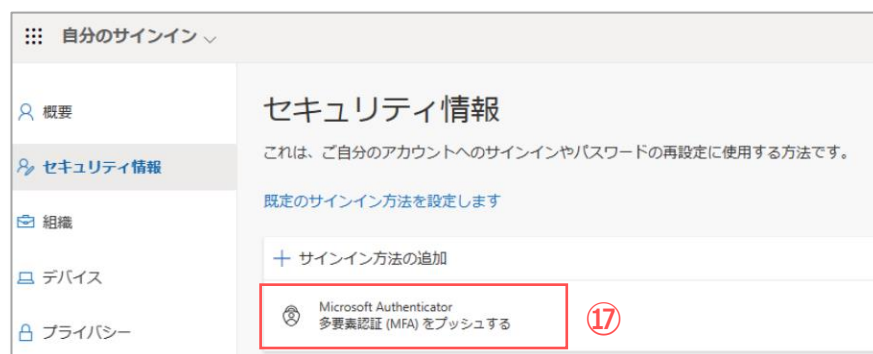 自分のサインイン
概要
セキュリティ情報
組織
デバイス
プライバシー
セキュリティ情報
これは、ご自分のアカウントへのサインインやパスワードの再設定に使用する方法です。
既定のサインイン方法を設定します
+ サインイン方法の追加
Microsoft Authenticator
多要素認証 (MFA) をプッシュする
⑰